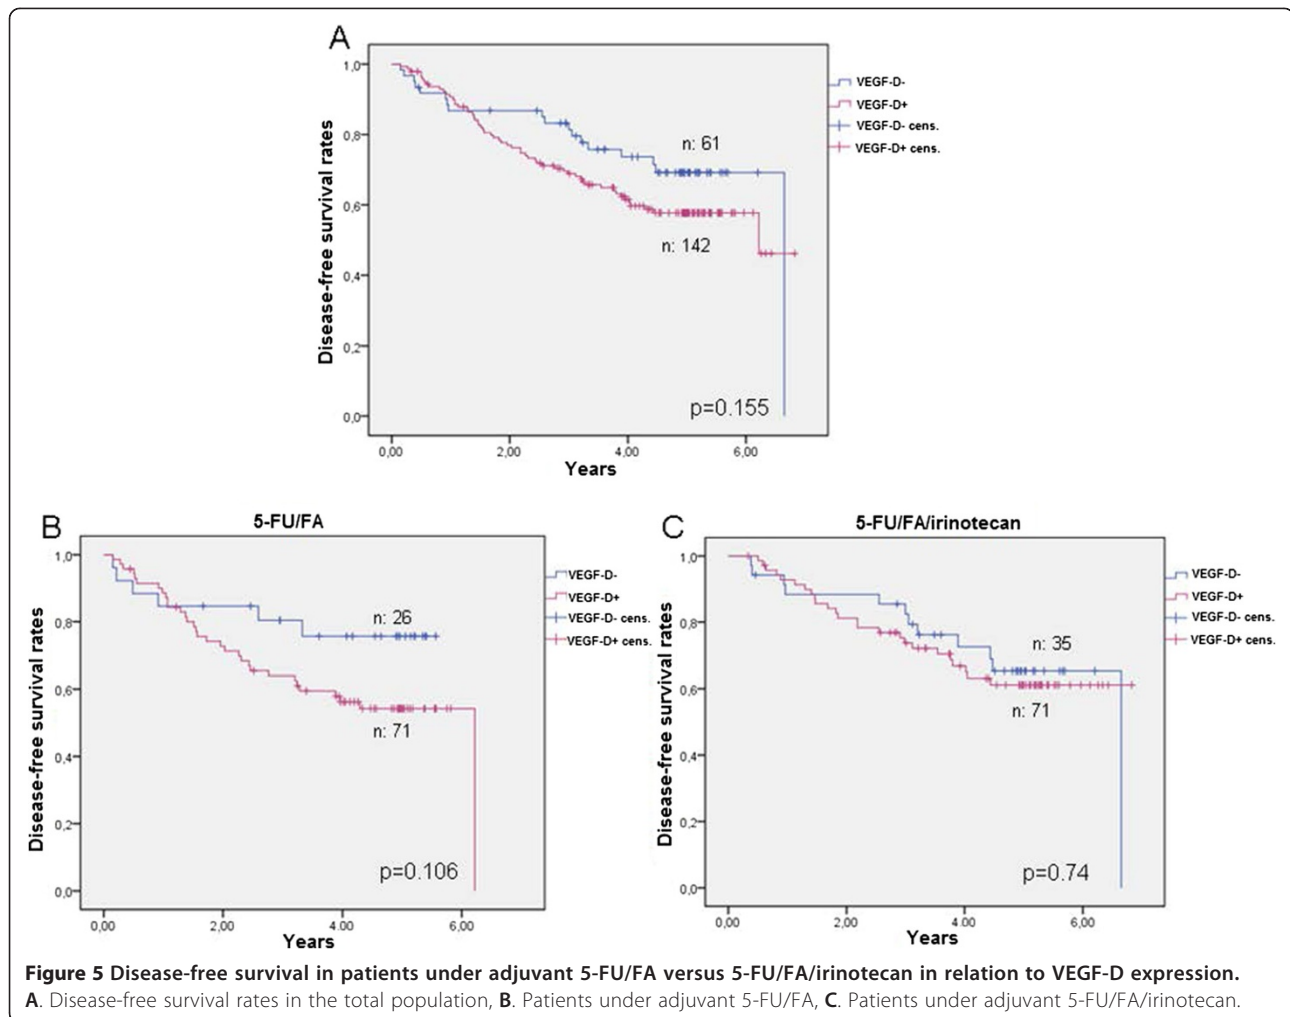 A
1,0
0,8
0,6
0,4
0,2
0,0
Disease-free survival rates
0,00
2,00
4,00
6,00
Years
n: 61
n: 142
p=0.155
VEGF-D-
VEGF-D+
VEGF-D- cens.
VEGF-D+ cens.
B
5-FU/FA
1,0
0,8
0,6
0,4
0,2
0,0
Disease-free survival rates
0,00
2,00
4.00
6,00
Years
n: 26
n: 71
p=0.106
VEGF-D-
VEGF-D+
VEGF-D- cens.
VEGF-D+ cens.
C
5-FU/FA/irinotecan
1,0
0,8
0,6
0,4
0,2
0,0
Disease-free survival rates
0,00
2,00
4 00
6,00
Years
n: 35
n: 71
p=0.74
VEGF-D-
VEGF-D+
VEGF-D- cens.
VEGF-D+ cens.
Figure 5 Disease-free survival in patients under adjuvant 5-FU/FA versus 5-FU/FA/irinotecan in relation to VEGF-D expression.
A. Disease-free survival rates in the total population, B. Patients under adjuvant 5-FU/FA, C. Patients under adjuvant 5-FU/FA/irinotecan.